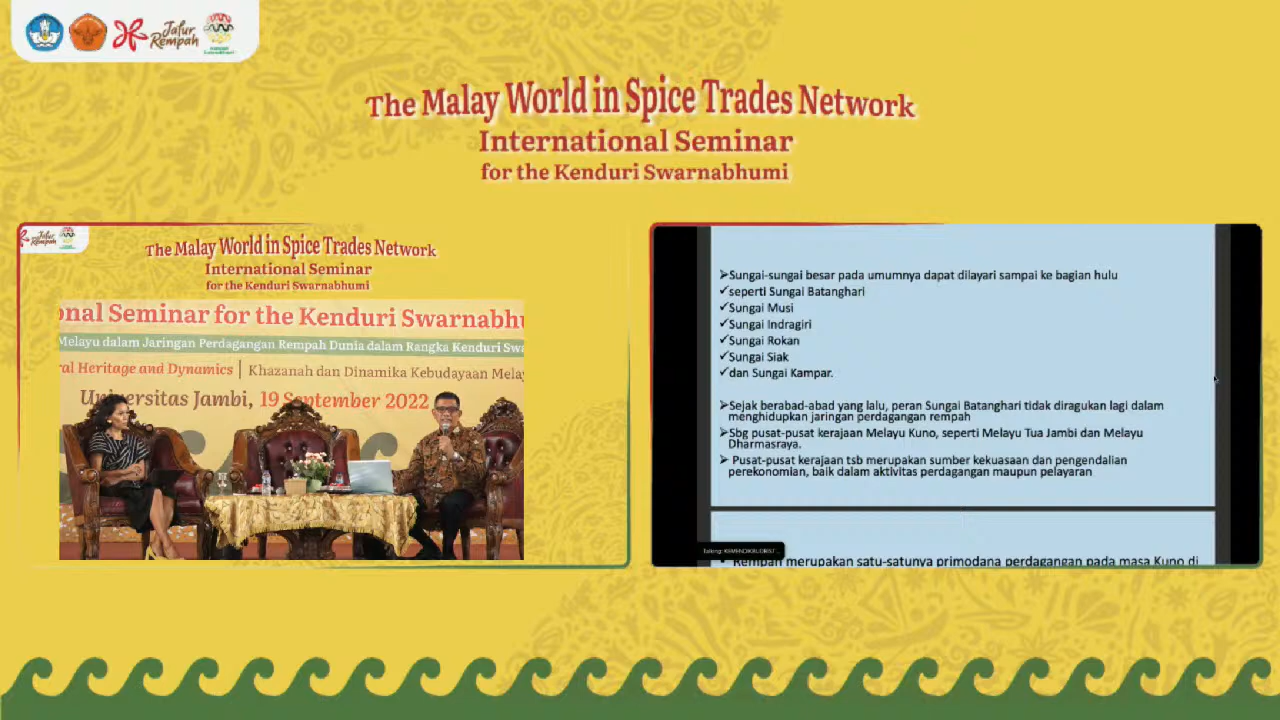 Jalur
Rempah
The Malay World in Spice Trades Network
International Seminar
for the Kenduri Swarnabhumi
Jalur
Rempah
The Malay World in Spice Trades Network
International Seminar
for the Kenduri Swarnabhumi
onal Seminar for the Kenduri Swarnabhu
Melayu dalam Jaringan Perdagangan Rempah Dunia dalam Rangka Kenduri Swa
ral Heritage and Dynamics | Khazanah dan Dinamika Kebudayaan Melay
Universitas Jambi, 19 September 2022
➢Sungai-sungai besar pada umumnya dapat dilayari sampai ke bagian hulu
✓seperti Sungai Batanghari
✓Sungai Musi
✓Sungai Indragiri
✓Sungai Rokan
✓Sungai Siak
✓dan Sungai Kampar.
➢Sejak berabad-abad yang lalu, peran Sungai Batanghari tidak diragukan lagi dalam
menghidupkan jaringan perdagangan rempah
➢Sbg pusat-pusat kerajaan Melayu Kuno, seperti Melayu Tua Jambi dan Melayu
Dharmasraya.
➢ Pusat-pusat kerajaan tsb merupakan sumber kekuasaan dan pengendalian
perekonomian, baik dalam aktivitas perdagangan maupun pelayaran
Rempah merupakan satu-satunya primodana perdagangan pada masa Kuno di
Talking: